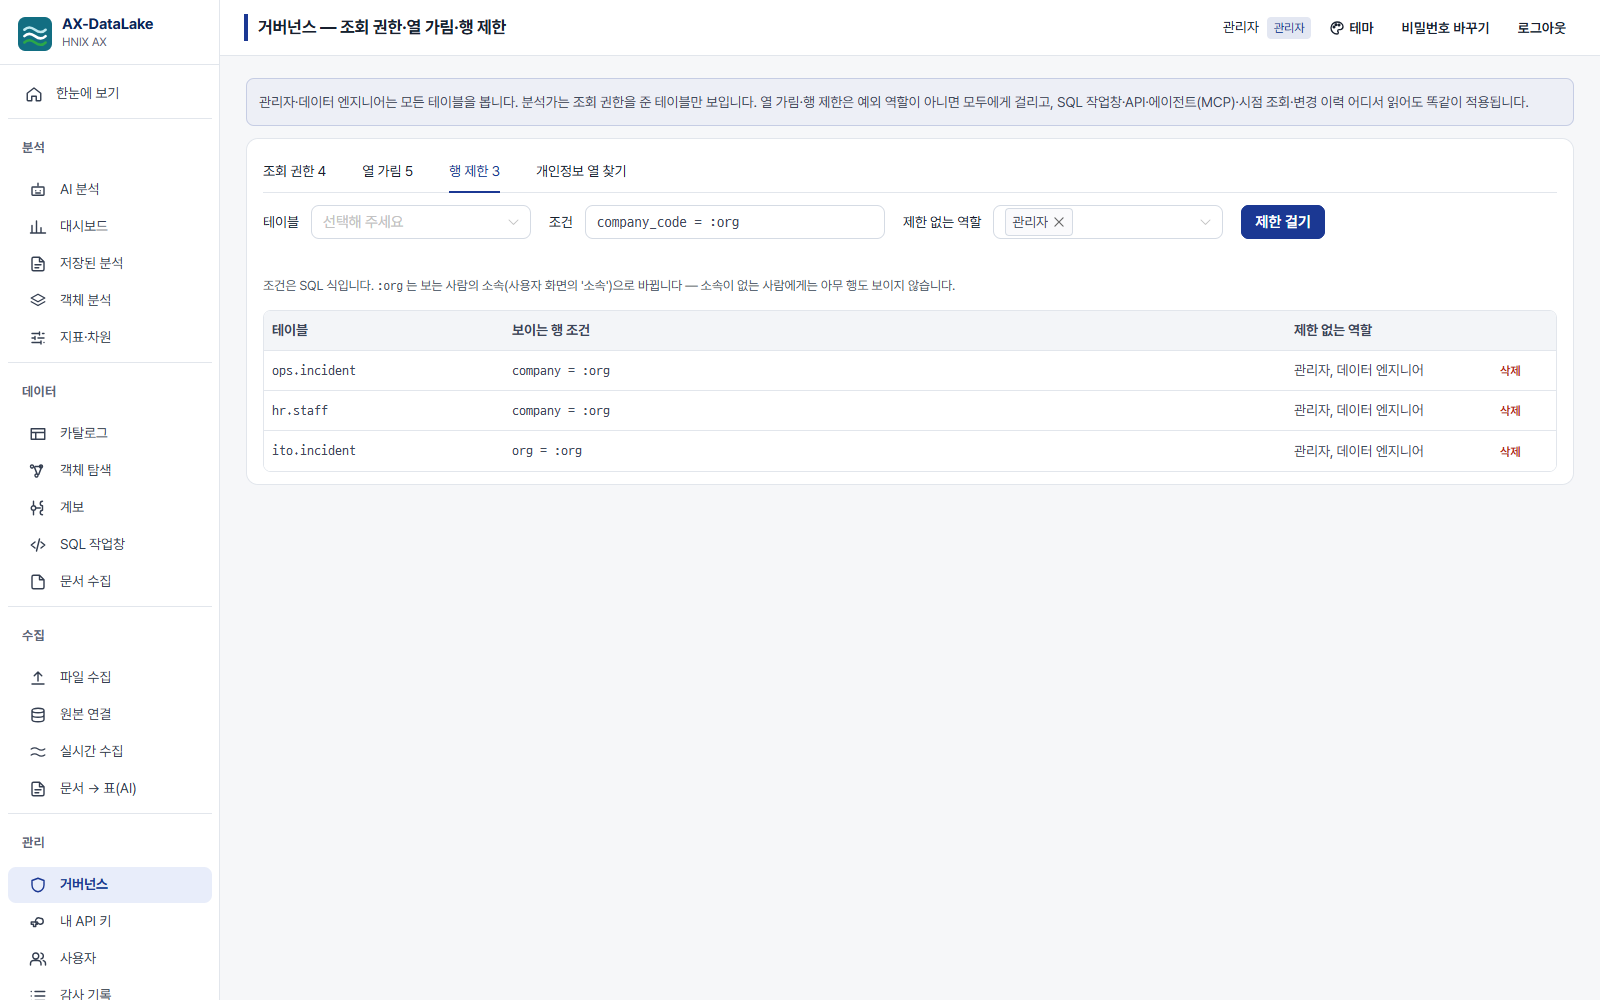 AX-DataLake
HNIX AX
한눈에 보기
분석
AI 분석
대시보드
저장된 분석
객체 분석
지표·차원
데이터
카탈로그
객체 탐색
계보
SQL 작업창
문서 수집
수집
파일 수집
원본 연결
실시간 수집
문서 → 표(AI)
관리
거버넌스
내 API 키
사용자
감사 기록
거버넌스 — 조회 권한·열 가림·행 제한
관리자 관리자 테마 비밀번호 바꾸기 로그아웃
관리자·데이터 엔지니어는 모든 테이블을 봅니다. 분석가는 조회 권한을 준 테이블만 보입니다. 열 가림·행 제한은 예외 역할이 아니면 모두에게 걸리고, SQL 작업창·API·에이전트(MCP)·시점 조회·변경 이력 어디서 읽어도 똑같이 적용됩니다.
조회 권한 4 열 가림 5 행 제한 3 개인정보 열 찾기
테이블 선택해 주세요 조건 company_code = :org 제한 없는 역할 관리자 제한 걸기
조건은 SQL 식입니다. :org 는 보는 사람의 소속(사용자 화면의 '소속')으로 바뀝니다 — 소속이 없는 사람에게는 아무 행도 보이지 않습니다.
테이블 보이는 행 조건 제한 없는 역할
ops.incident company = :org 관리자, 데이터 엔지니어 삭제
hr.staff company = :org 관리자, 데이터 엔지니어 삭제
ito.incident org = :org 관리자, 데이터 엔지니어 삭제